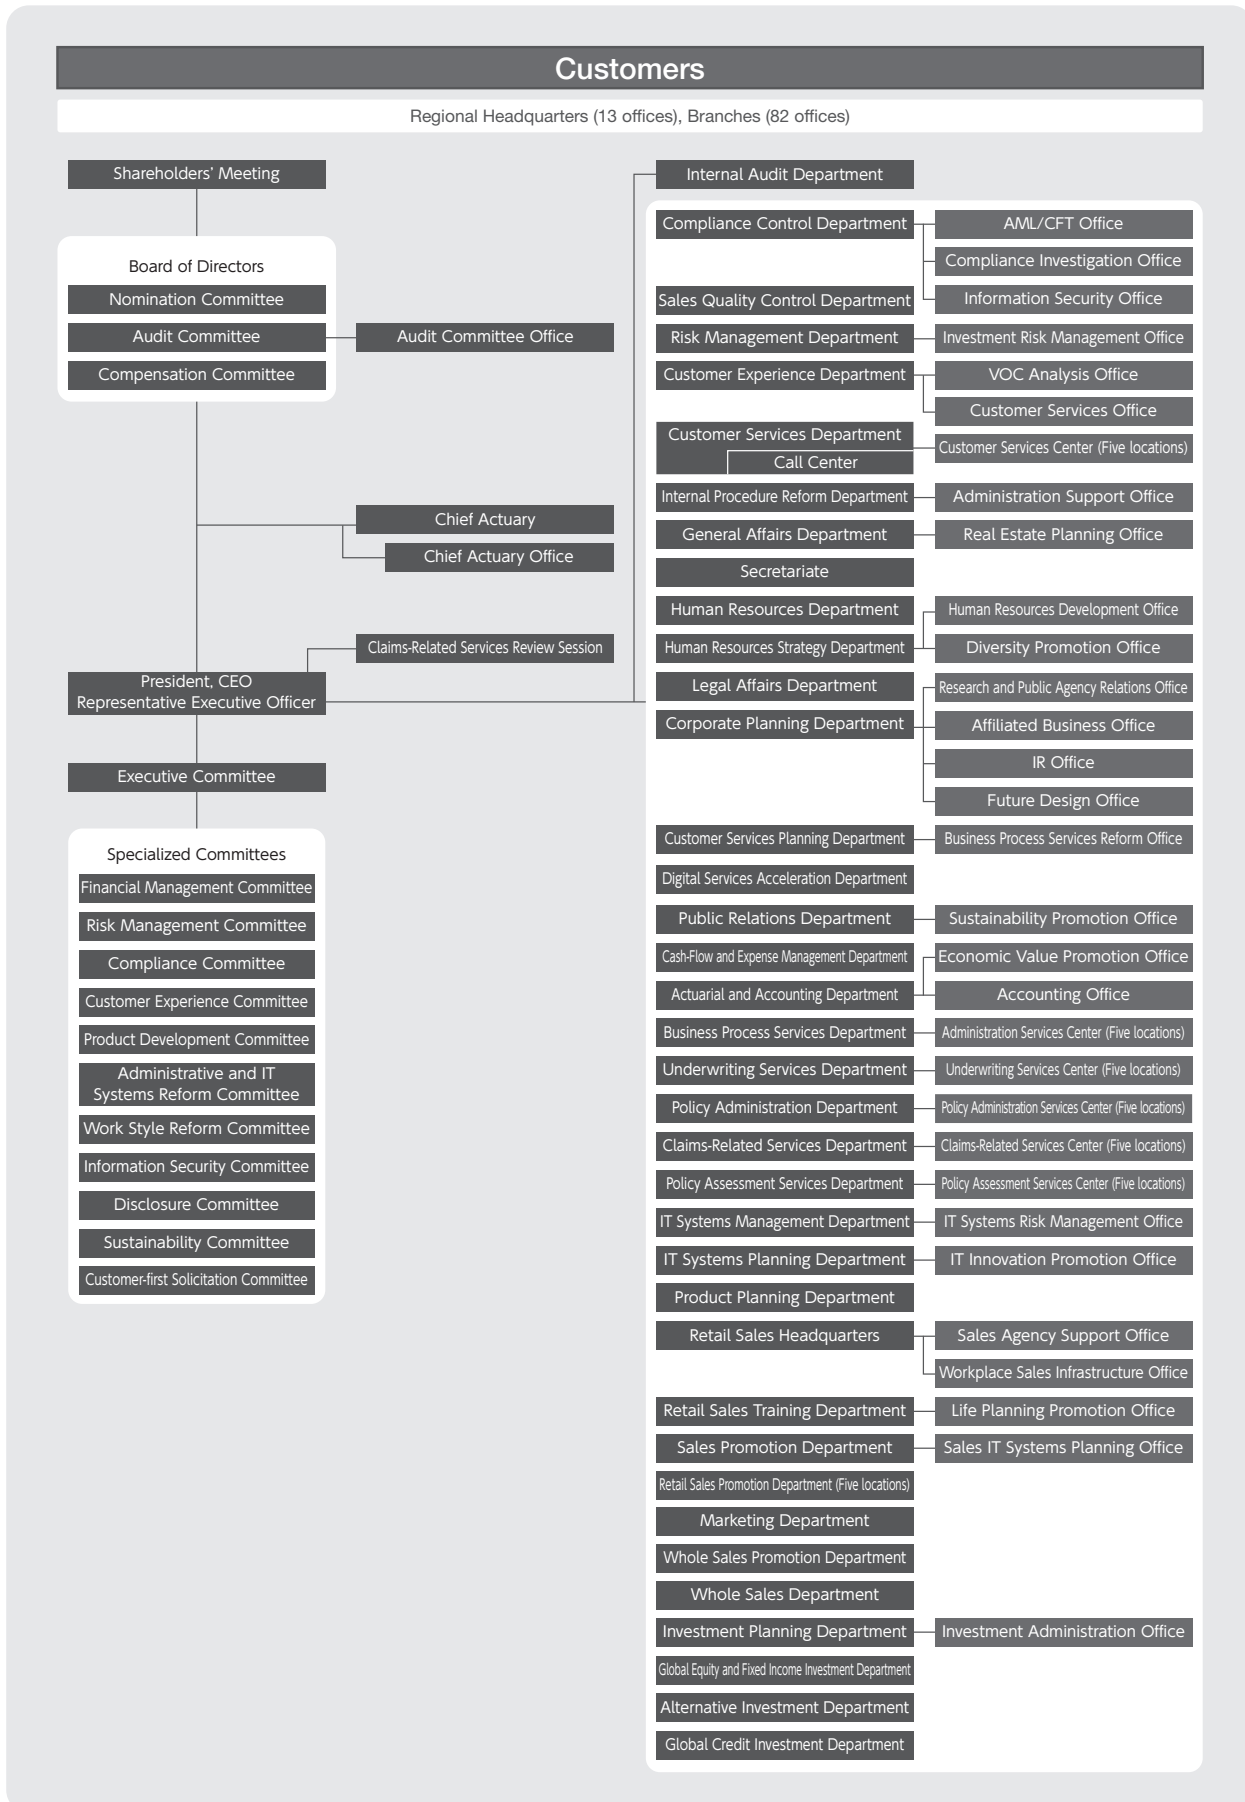 Customers
Regional Headquarters (13 offices), Branches (82 offices)
Shareholders' Meeting
Board of Directors
Nomination Committee
Audit Committee
Audit Committee Office
Compensation Committee
Chief Actuary
Chief Actuary Office
Claims-Related Services Review Session
President, CEO
Representative Executive Officer
Executive Committee
Specialized Committees
Financial Management Committee
Risk Management Committee
Compliance Committee
Customer Experience Committee
Product Development Committee
Administrative and IT
Systems Reform Committee
Work Style Reform Committee
Information Security Committee
Disclosure Committee
Sustainability Committee
Customer-first Solicitation Committee
Internal Audit Department
Compliance Control Department
AML/CFT Office
Compliance Investigation Office
Information Security Office
Sales Quality Control Department
Risk Management Department
Investment Risk Management Office
Customer Experience Department
VOC Analysis Office
Customer Services Office
Customer Services Department
Call Center
Customer Services Center (Five locations)
Internal Procedure Reform Department
Administration Support Office
General Affairs Department
Real Estate Planning Office
Secretariate
Human Resources Department
Human Resources Development Office
Human Resources Strategy Department
Diversity Promotion Office
Legal Affairs Department
Research and Public Agency Relations Office
Corporate Planning Department
Affiliated Business Office
IR Office
Future Design Office
Customer Services Planning Department
Business Process Services Reform Office
Digital Services Acceleration Department
Public Relations Department
Sustainability Promotion Office
Cash-Flow and Expense Management Department
Economic Value Promotion Office
Actuarial and Accounting Department
Accounting Office
Business Process Services Department
Administration Services Center (Five locations)
Underwriting Services Department
Underwriting Services Center (Five locations)
Policy Administration Department
Policy Administration Services Center (Five locations)
Claims-Related Services Department
Claims-Related Services Center (Five locations)
Policy Assessment Services Department
Policy Assessment Services Center (Five locations)
IT Systems Management Department
IT Systems Risk Management Office
IT Systems Planning Department
IT Innovation Promotion Office
Product Planning Department
Retail Sales Headquarters
Sales Agency Support Office
Workplace Sales Infrastructure Office
Retail Sales Training Department
Life Planning Promotion Office
Sales Promotion Department
Sales IT Systems Planning Office
Retail Sales Promotion Department (Five locations)
Marketing Department
Whole Sales Promotion Department
Whole Sales Department
Investment Planning Department
Investment Administration Office
Global Equity and Fixed Income Investment Department
Alternative Investment Department
Global Credit Investment Department